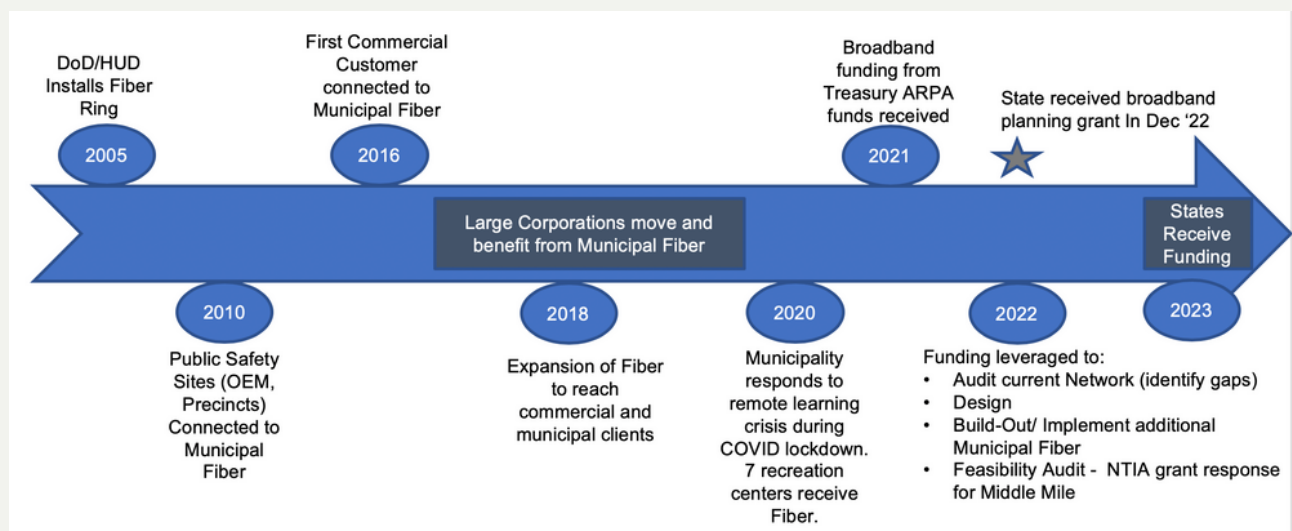 DoD/HUD
Installs Fiber
Ring
2005
First Commercial
Customer
connected to
Municipal Fiber
2016
Broadband
funding from
Treasury ARPA
funds received
2021
State received broadband
planning grant In Dec ‘22
Large Corporations move and
benefit from Municipal Fiber
States
Receive
Funding
2010
Public Safety
Sites (OEM,
Precincts)
Connected to
Municipal
Fiber
2018
Expansion of Fiber
to reach
commercial and
municipal clients
2020
Municipality
responds to
remote learning
crisis during
COVID lockdown.
7 recreation
centers receive
Fiber.
2022
2023
Funding leveraged to:
• Audit current Network (identify gaps)
• Design
• Build-Out/ Implement additional
Municipal Fiber
• Feasibility Audit - NTIA grant response
for Middle Mile